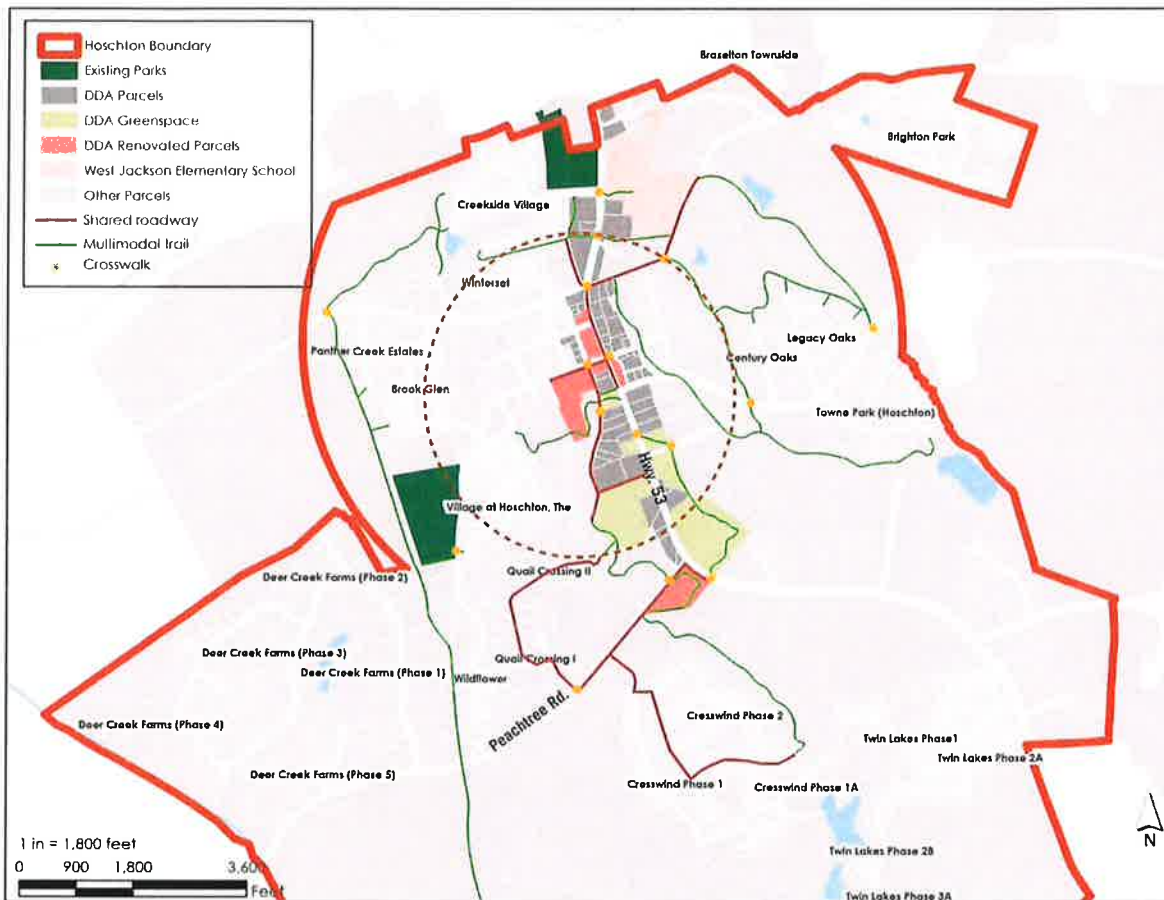 Hoschton Boundary
Existing Parks
DDA Parcels
DDA Greenspace
DDA Renovated Parcels
West Jackson Elementary School
Other Parcels
Shared roadway
Multimodal trail
Crosswalk
Braselton Townside
Brighton Park
Creekside Village
Winterset
Panther Creek Estates
Legacy Oaks
Century Oaks
Brook Glen
Towne Park (Hoschton)
Hwy. 53
Village at Hoschton, The
Deer Creek Farms (Phase 2)
Quail Crossing II
Deer Creek Farms (Phase 3)
Deer Creek Farms (Phase 1)
Quail Crossing I
Wildflower
Peachtree Rd.
Deer Creek Farms (Phase 4)
Cresswind Phase 2
Twin Lakes Phase1
Twin Lakes Phase 2A
Deer Creek Farms (Phase 5)
Cresswind Phase 1
Cresswind Phase 1A
N
1 in = 1,800 feet
0 900 1,800 3,600
Feet
Twin Lakes Phase 2B
Twin Lakes Phase 3A